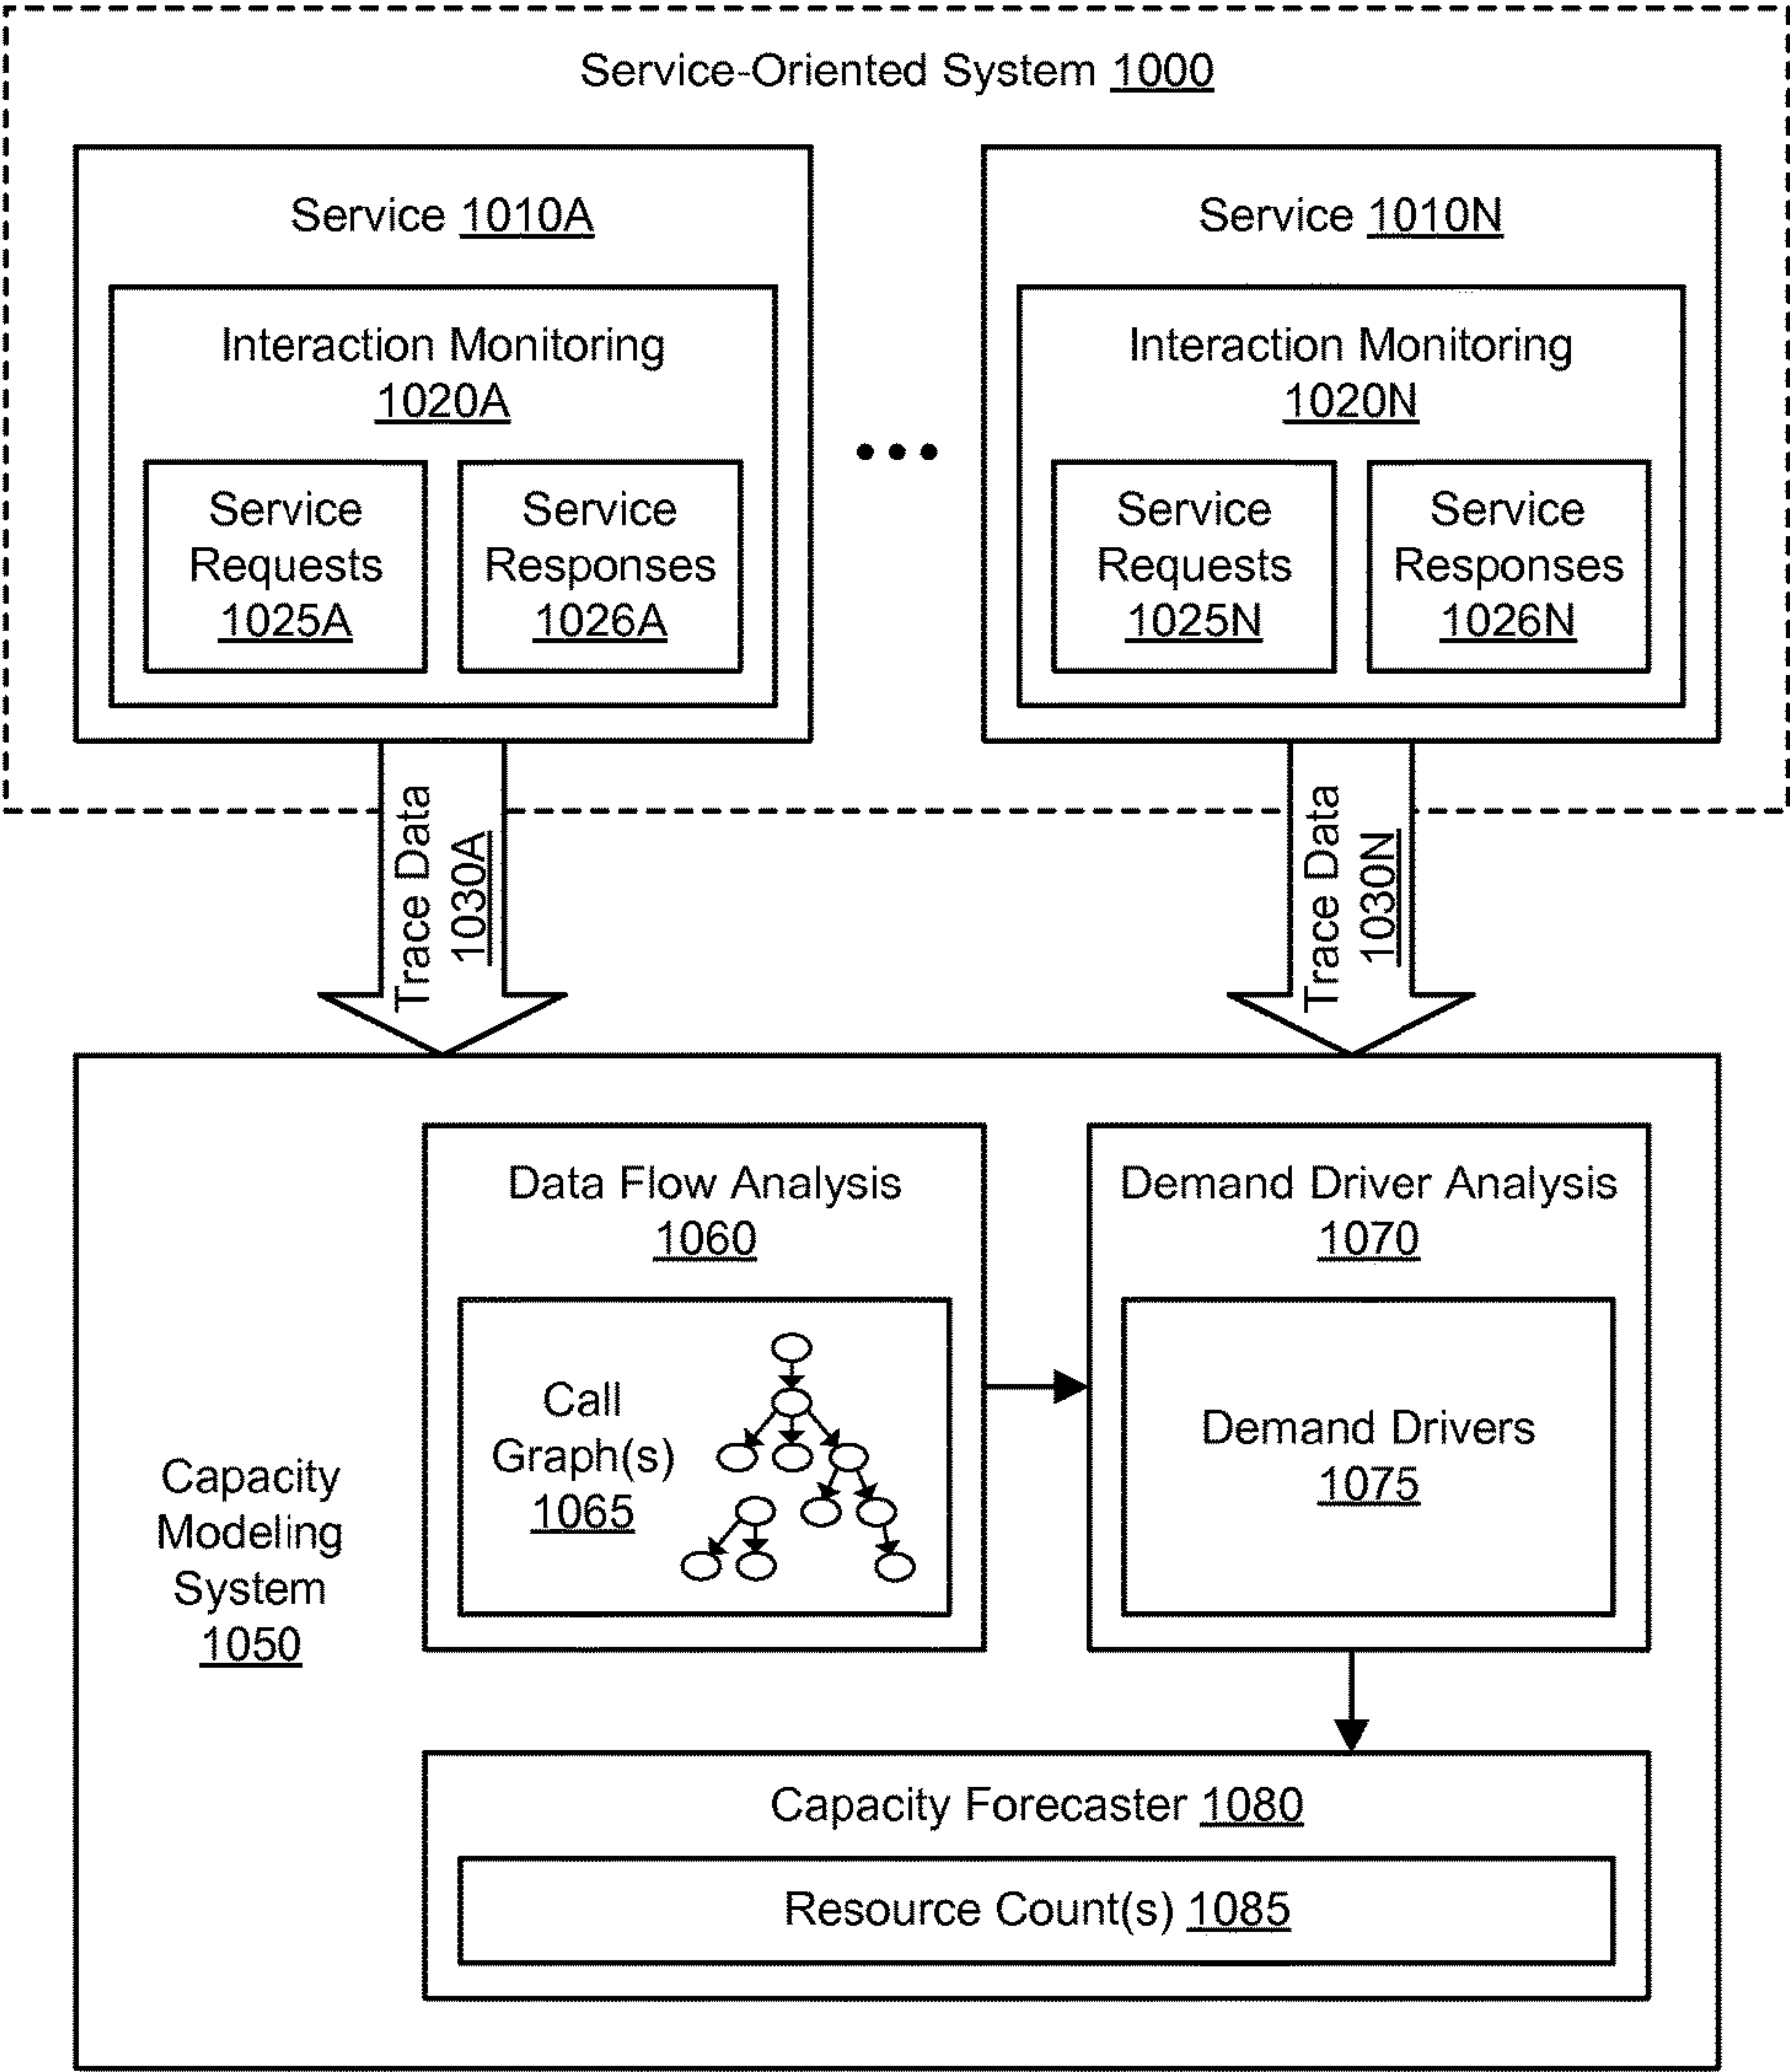 Service-Oriented System 1000
Service 1010A
Interaction Monitoring
1020A
Service
Requests
1025A
Service
Responses
1026A
Service 1010N
Interaction Monitoring
1020N
Service
Requests
1025N
Service
Responses
1026N
Trace Data
1030A
Trace Data
1030N
Capacity
Modeling
System
1050
Data Flow Analysis
1060
Call
Graph(s)
1065
Demand Driver Analysis
1070
Demand Drivers
1075
Capacity Forecaster 1080
Resource Count(s) 1085